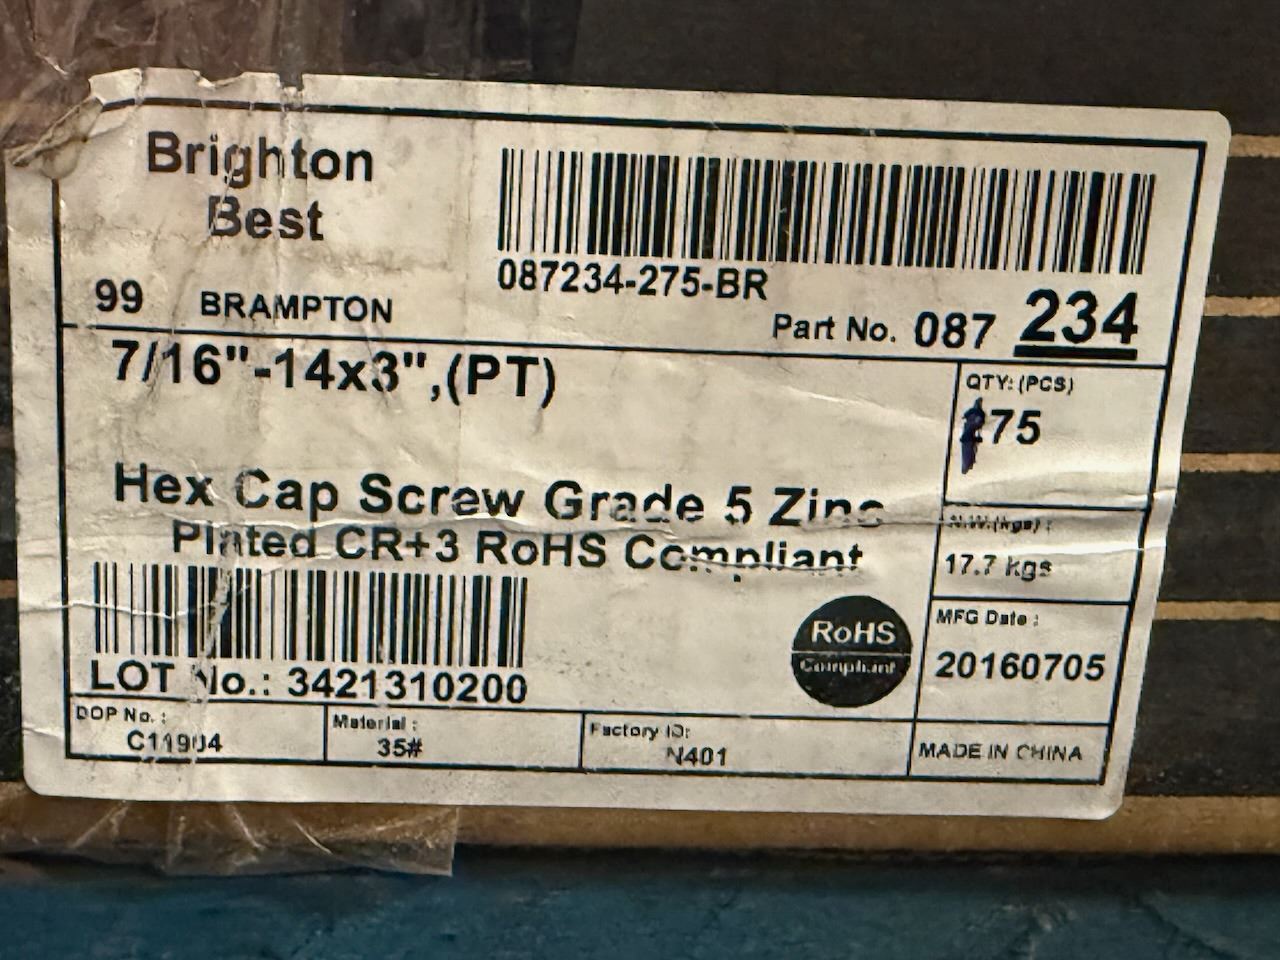 Brighton
Best
087234-275-BR
99 BRAMPTON
Part No. 087 234
7/16"-14x3",(PT)
QTY: (PCS)
175
Hex Cap Screw Grade 5 Zinc
Plated CR+3 RoHS Compliant
N.W.(kgs) :
17.7 kgs
RoHS
Compliant
MFG Date :
20160705
LOT No.: 3421310200
DOP No. :
C11904
Material :
35#
Factory ID:
N401
MADE IN CHINA